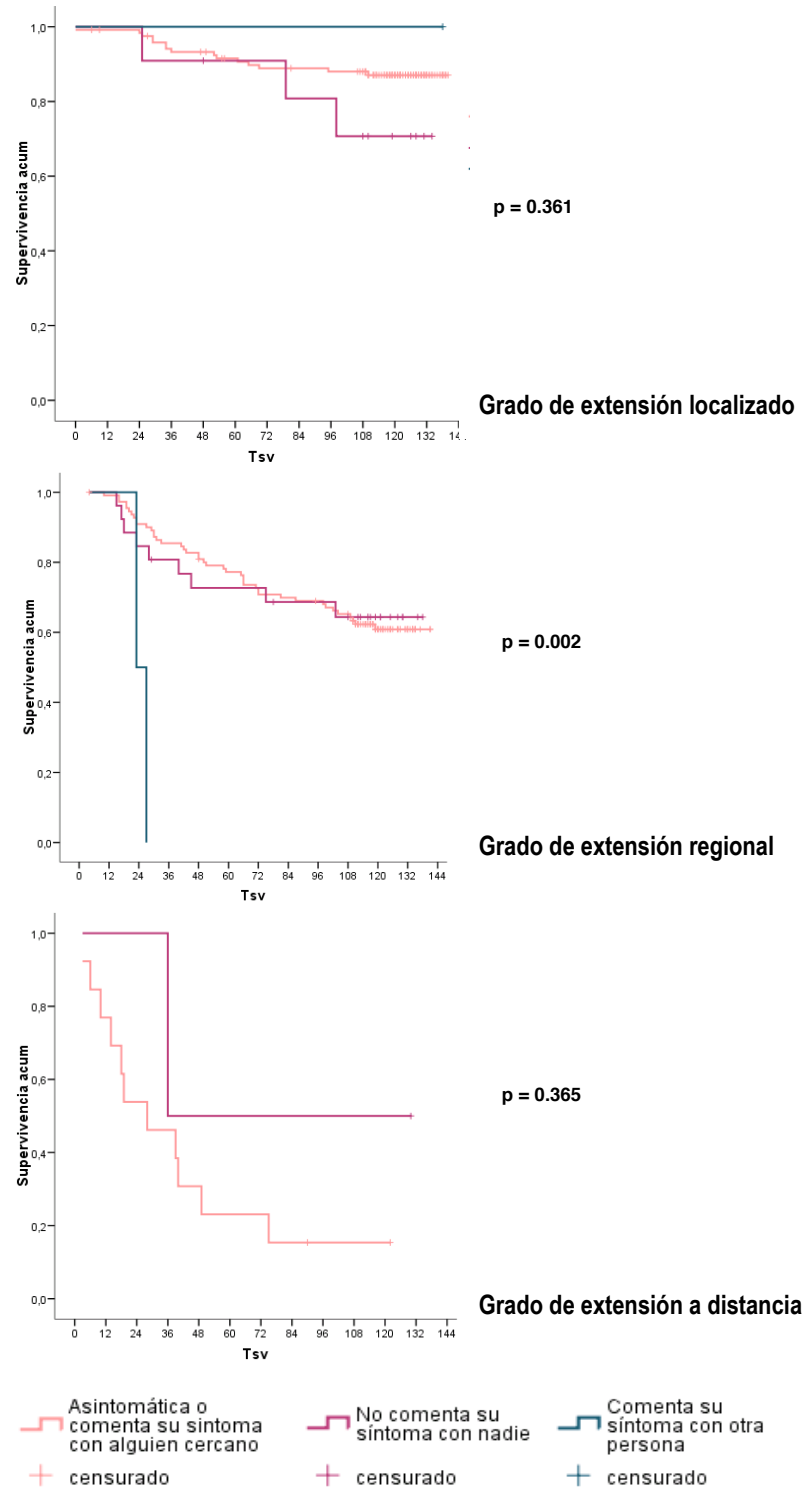 1,0
0,8
0,6
0,4
0,2
0,0
Supervivencia acum
0 12 24 36 48 60 72 84 96 108 120 132
Tsv
p = 0.361
Grado de extensión localizado
1,0
0,8
0,6
0,4
0,2
0,0
Supervivencia acum
0 12 24 36 48 60 72 84 96 108 120 132 144
Tsv
p = 0.002
Grado de extensión regional
1,0
0,8
0,6
0,4
0,2
0,0
Supervivencia acum
0 12 24 36 48 60 72 84 96 108 120 132 144
Tsv
p = 0.365
Grado de extensión a distancia
Asintomática o
comenta su sintoma
con alguien cercano
censurado
No comenta su
síntoma con nadie
censurado
Comenta su
síntoma con otra
persona
censurado